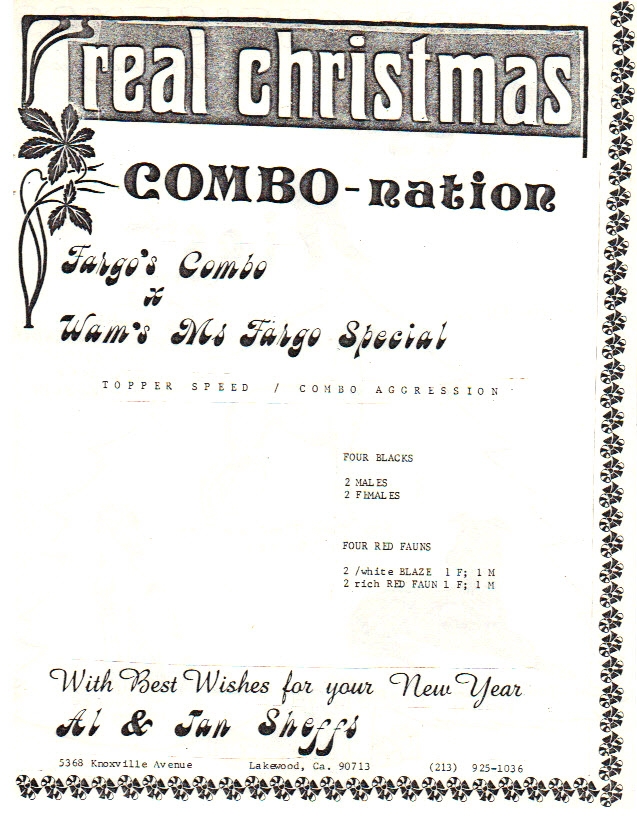 real christmas
COMBO-nation
Fargo's Combo
x
Wam's Ms Fargo Special
TOPPER SPEED / COMBO AGGRESSION
FOUR BLACKS
2 MALES
2 FEMALES
FOUR RED FAUNS
2 /white BLAZE 1 F; 1 M
2 rich RED FAUN 1 F; 1 M
With Best Wishes for your New Year
Al & Jan Sheffs
5368 Knoxville Avenue Lakewood, Ca. 90713 (213) 925-1036